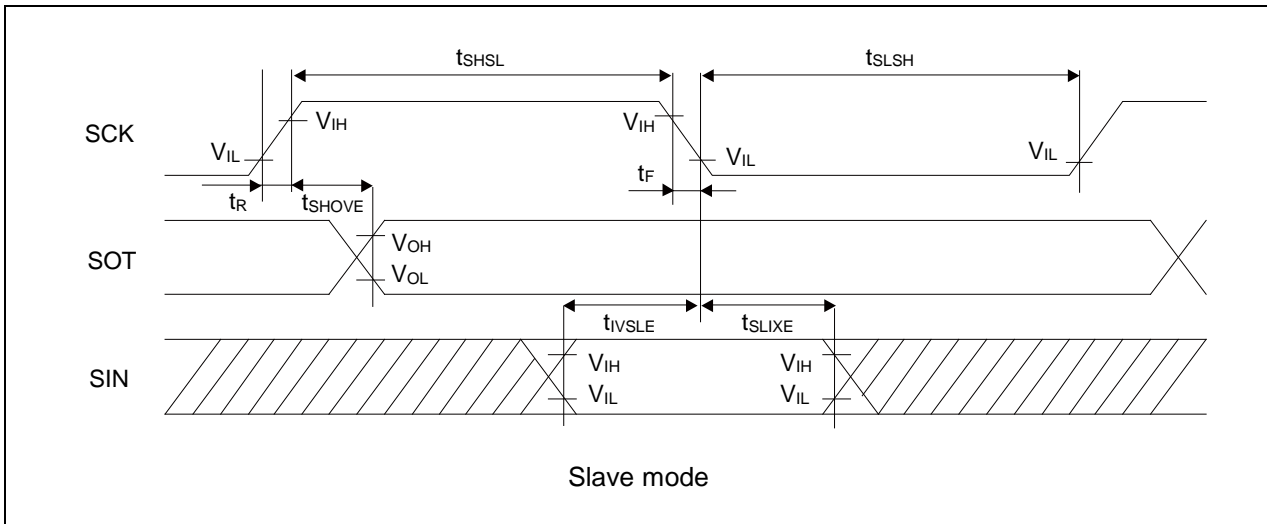 tSHSL
tSLSH
SCK
VIH
VIH
VIL
VIL
VIL
tR
tSHOVE
tF
SOT
VOH
VOL
tIVSLE
tSLIXE
SIN
VIH
VIH
VIL
VIL
Slave mode